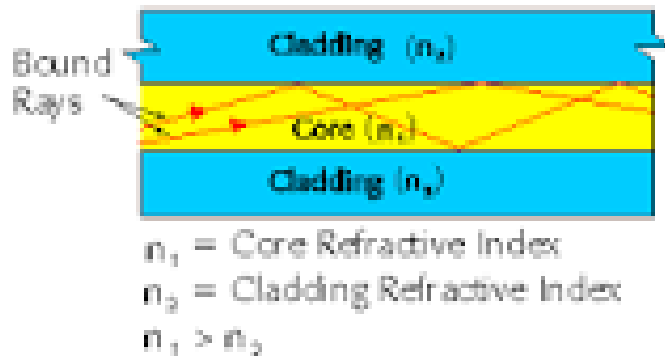 Cladding (n₂)
Bound
Rays
Core (n₁)
Cladding (n₂)
n₁ = Core Refractive Index
n₂ = Cladding Refractive Index
n₁ > n₂